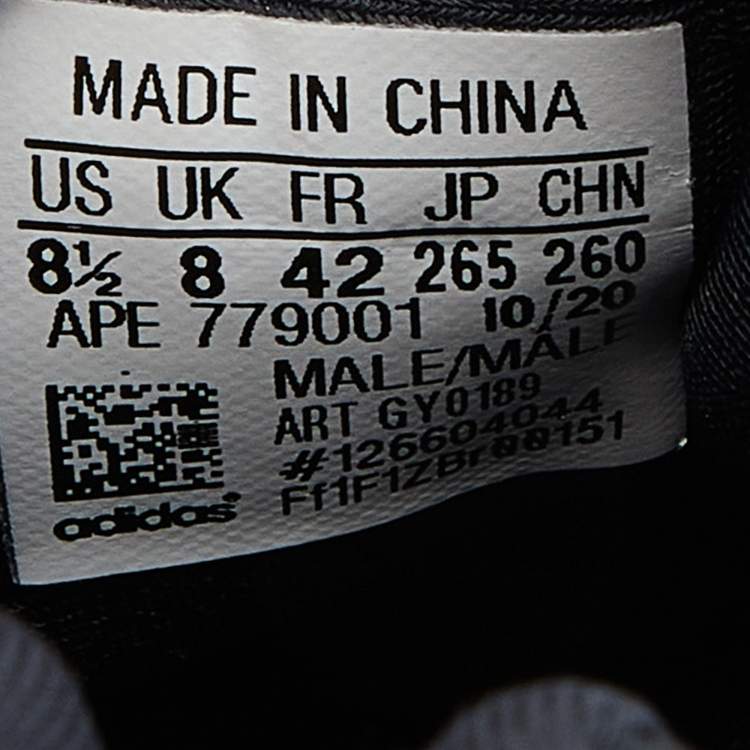 MADE IN CHINA
US UK FR JP CHN
8½ 8 42 265 260
APE 779001 10/20
MALE/MÂLE
ART GY0189
#126604044
Ff1F1ZBr00151
adidas